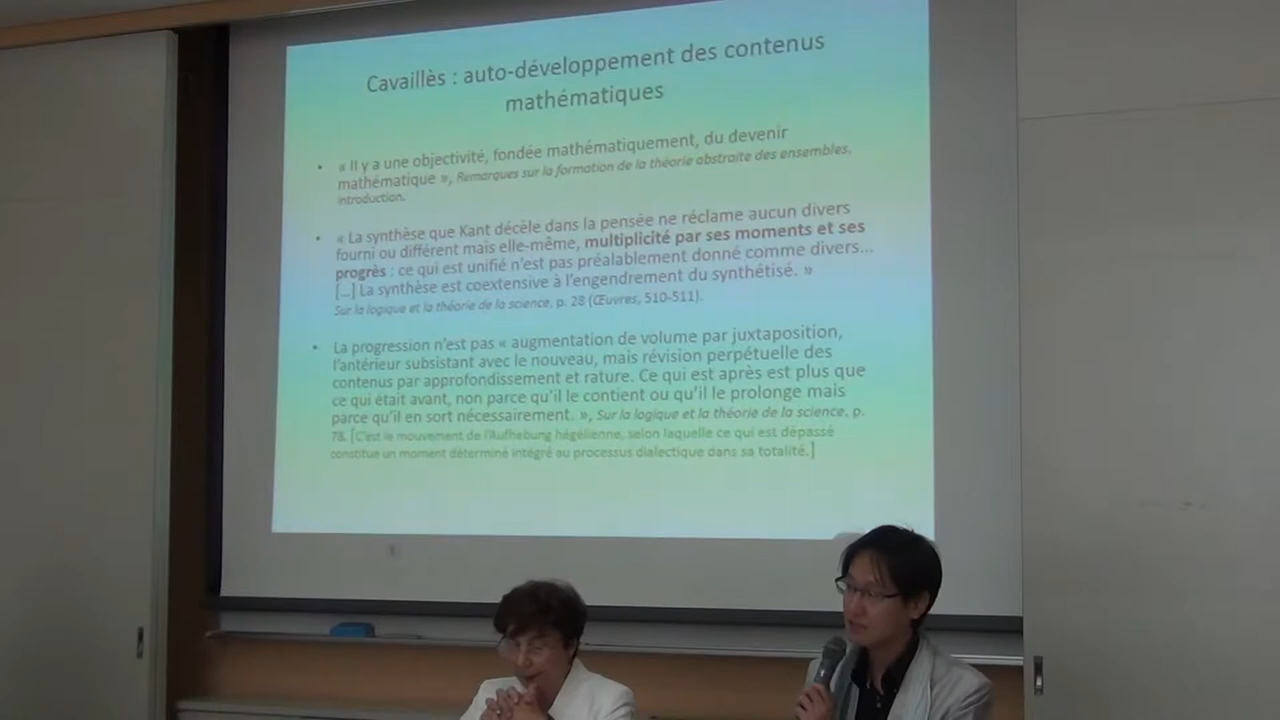 Cavaillès : auto-développement des contenus
mathématiques
• « Il y a une objectivité, fondée mathématiquement, du devenir
mathématique », Remarques sur la formation de la théorie abstraite des ensembles,
introduction.
• « La synthèse que Kant décèle dans la pensée ne réclame aucun divers
fourni ou différent mais elle-même, multiplicité par ses moments et ses
progrès : ce qui est unifié n'est pas préalablement donné comme divers...
[...] La synthèse est coextensive à l'engendrement du synthétisé. »
Sur la logique et la théorie de la science, p. 28 (Œuvres, 510-511).
• La progression n'est pas « augmentation de volume par juxtaposition,
l'antérieur subsistant avec le nouveau, mais révision perpétuelle des
contenus par approfondissement et rature. Ce qui est après est plus que
ce qui était avant, non parce qu'il le contient ou qu'il le prolonge mais
parce qu'il en sort nécessairement. », Sur la logique et la théorie de la science, p.
78. [C'est le mouvement de l'Aufhebung hégélienne, selon laquelle ce qui est dépassé
constitue un moment déterminé intégré au processus dialectique dans sa totalité.]